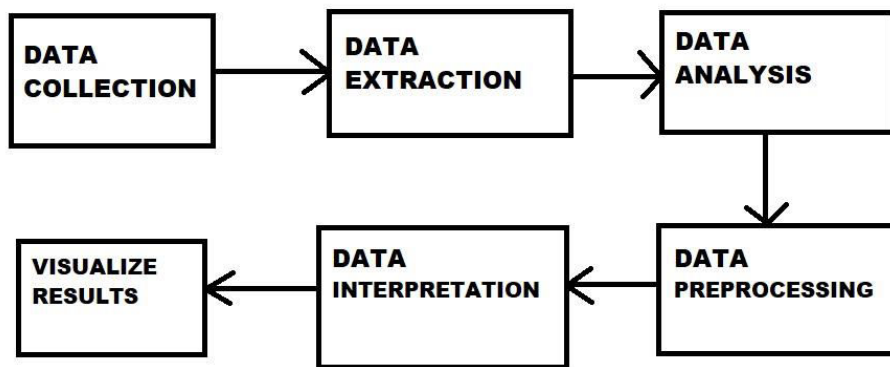 DATA
COLLECTION
DATA
EXTRACTION
DATA
ANALYSIS
DATA
PREPROCESSING
DATA
INTERPRETATION
VISUALIZE
RESULTS